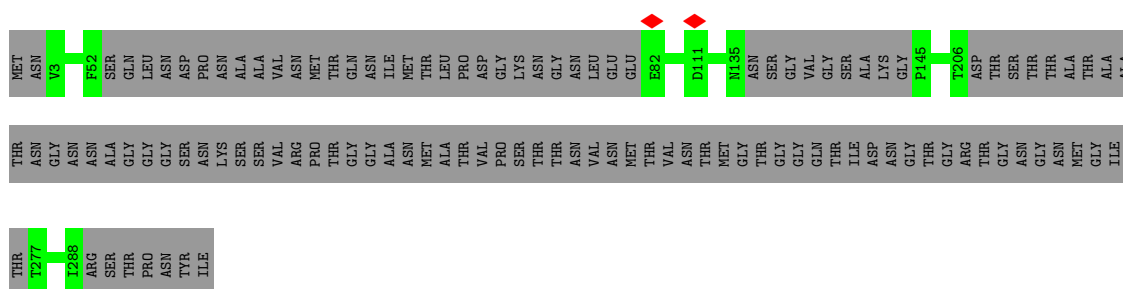 MET ASN V3 F52 SER GLN LEU ASN ASP PRO ASN ALA ALA VAL ASN MET THR GLN ASN ILE MET THR LEU PRO ASP GLY LYS ASN GLY ASN LEU GLU GLU E82 D111 N135 ASN SER GLY VAL GLY SER ALA LYS GLY P145 T206 ASP THR SER THR THR ALA THR ALA ALA
THR ASN GLY ASN ASN ALA GLY GLY GLY SER ASN LYS SER SER VAL ARG PRO THR GLY GLY ALA ASN MET ALA THR VAL PRO SER THR THR ASN VAL ASN MET THR VAL ASN THR MET GLY THR GLY GLY GLN THR ILE ASP ASN GLY THR GLY ARG THR GLY ASN GLY ASN MET GLY ILE
THR T277 I288 ARG SER THR PRO ASN TYR ILE